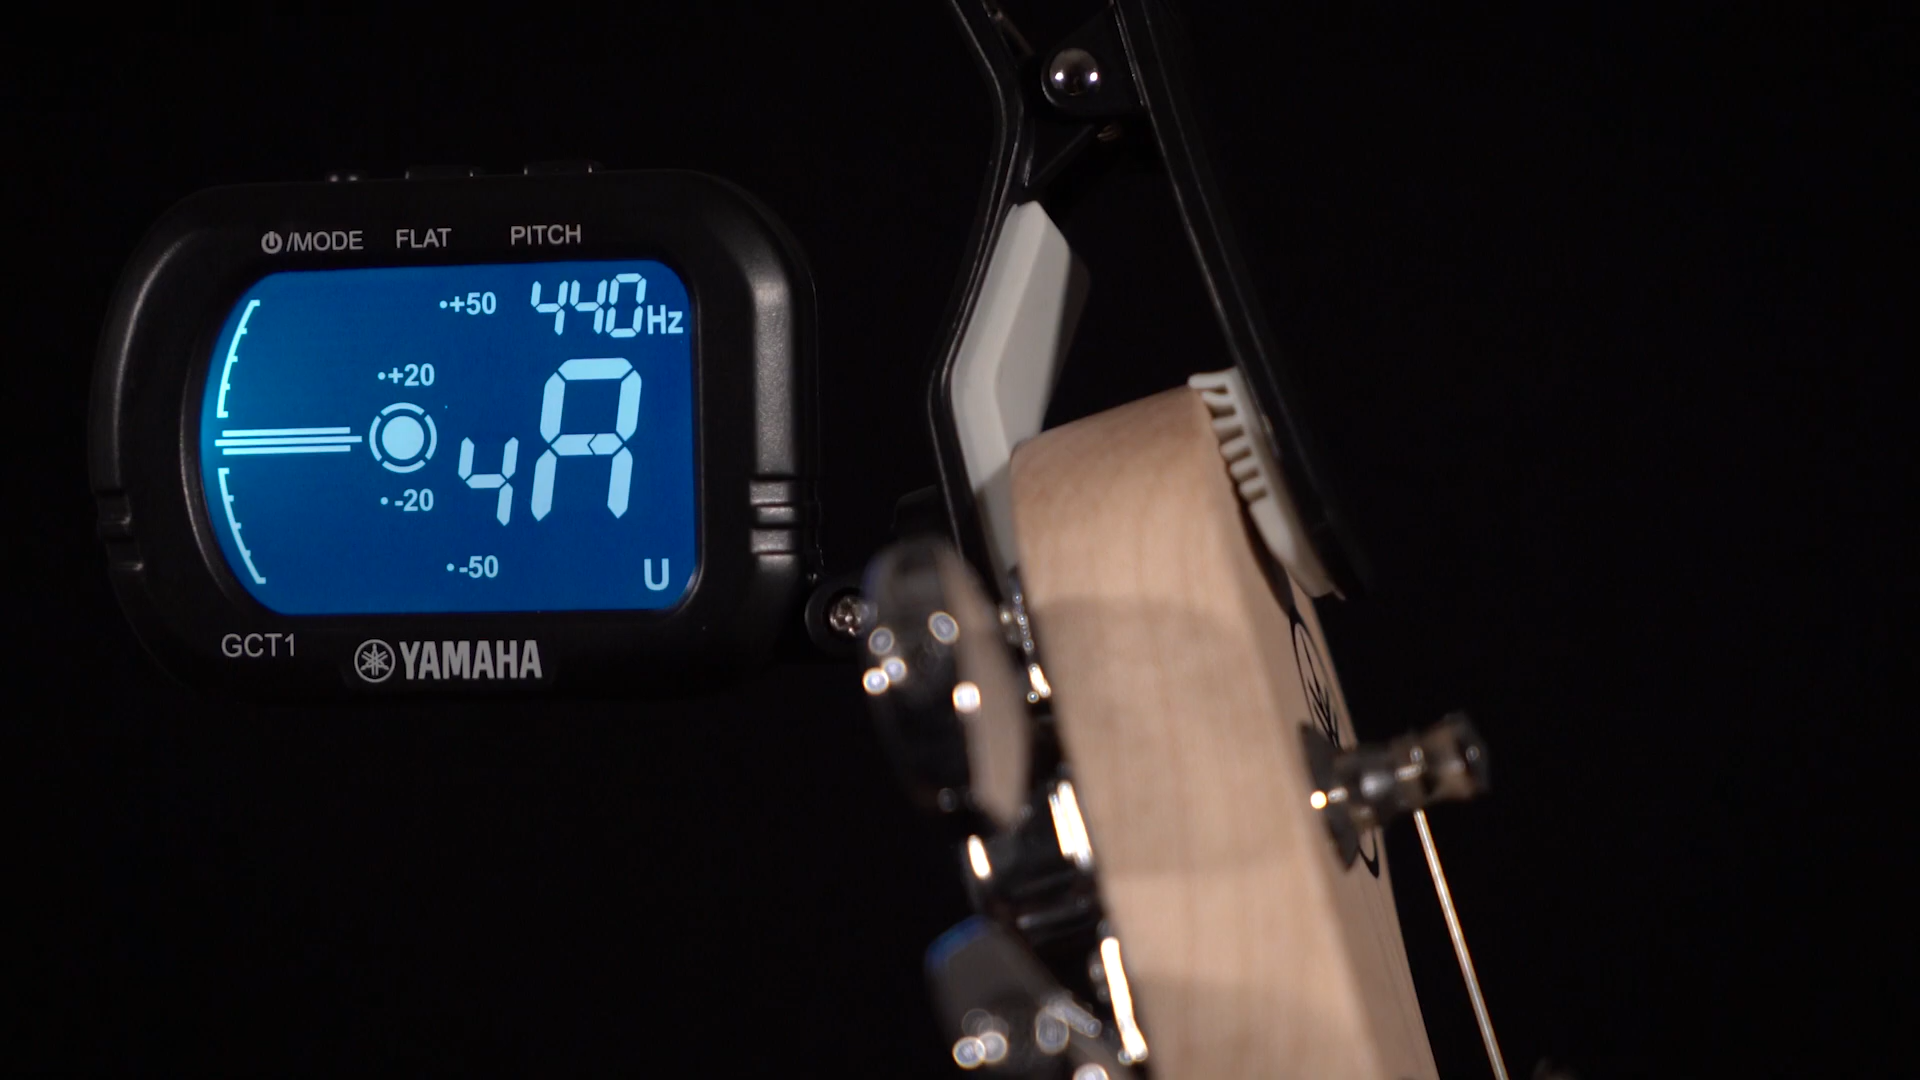 ⏻/MODE FLAT PITCH
•+50 440Hz
•+20
4A
•-20
•-50 U
GCT1 YAMAHA